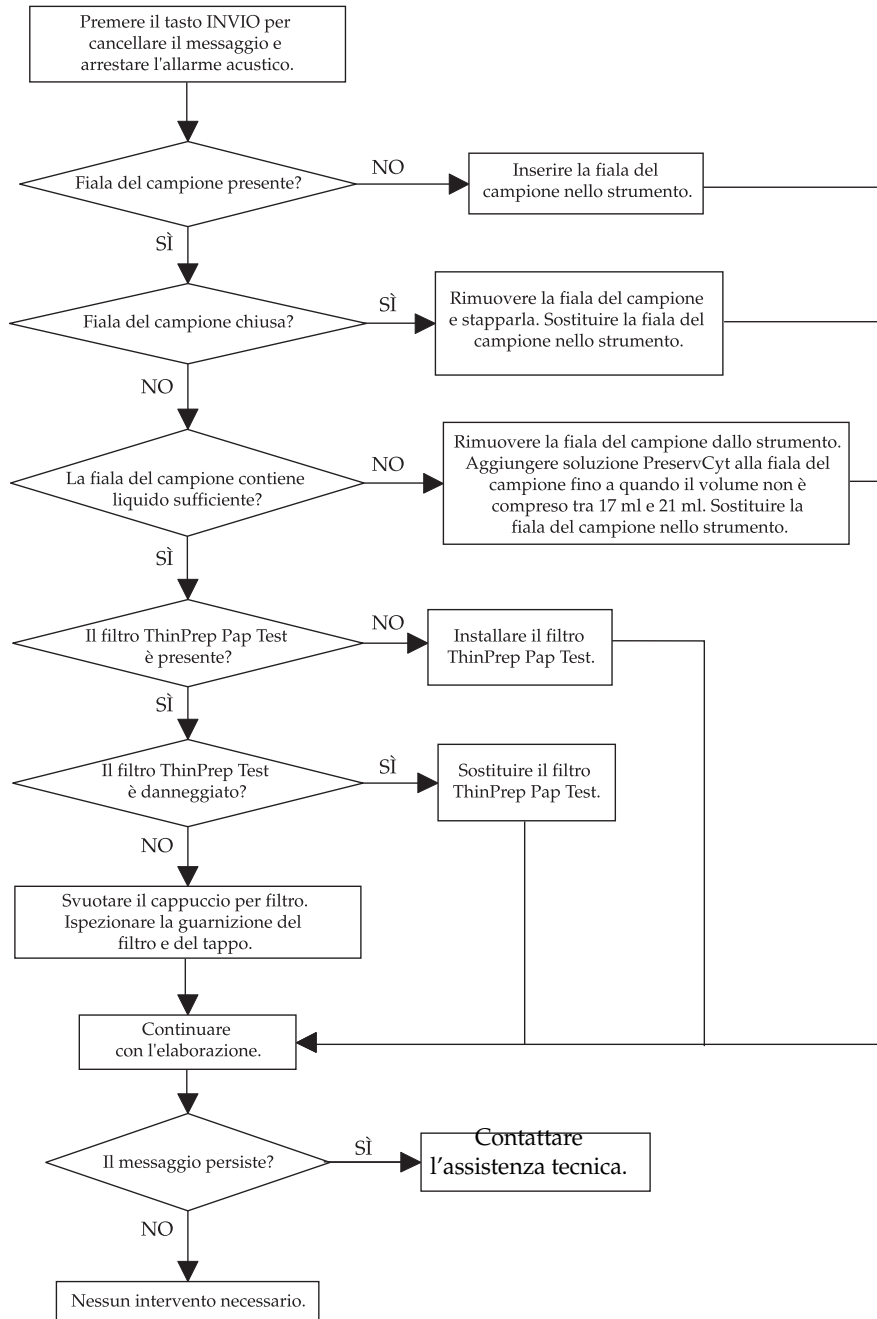 Premere il tasto INVIO per
cancellare il messaggio e
arrestare l'allarme acustico.
Fiala del campione presente?
NO
Inserire la fiala del
campione nello strumento.
SÌ
Fiala del campione chiusa?
SÌ
Rimuovere la fiala del campione
e stapparla. Sostituire la fiala del
campione nello strumento.
NO
La fiala del campione contiene
liquido sufficiente?
NO
Rimuovere la fiala del campione dallo strumento.
Aggiungere soluzione PreservCyt alla fiala del
campione fino a quando il volume non è
compreso tra 17 ml e 21 ml. Sostituire la
fiala del campione nello strumento.
SÌ
Il filtro ThinPrep Pap Test
è presente?
NO
Installare il filtro
ThinPrep Pap Test.
SÌ
Il filtro ThinPrep Test
è danneggiato?
SÌ
Sostituire il filtro
ThinPrep Pap Test.
NO
Svuotare il cappuccio per filtro.
Ispezionare la guarnizione del
filtro e del tappo.
Continuare
con l'elaborazione.
Il messaggio persiste?
SÌ
Contattare
l’assistenza tecnica.
NO
Nessun intervento necessario.